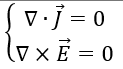 ∇ ⋅ J⃗ = 0
∇ × E⃗ = 0